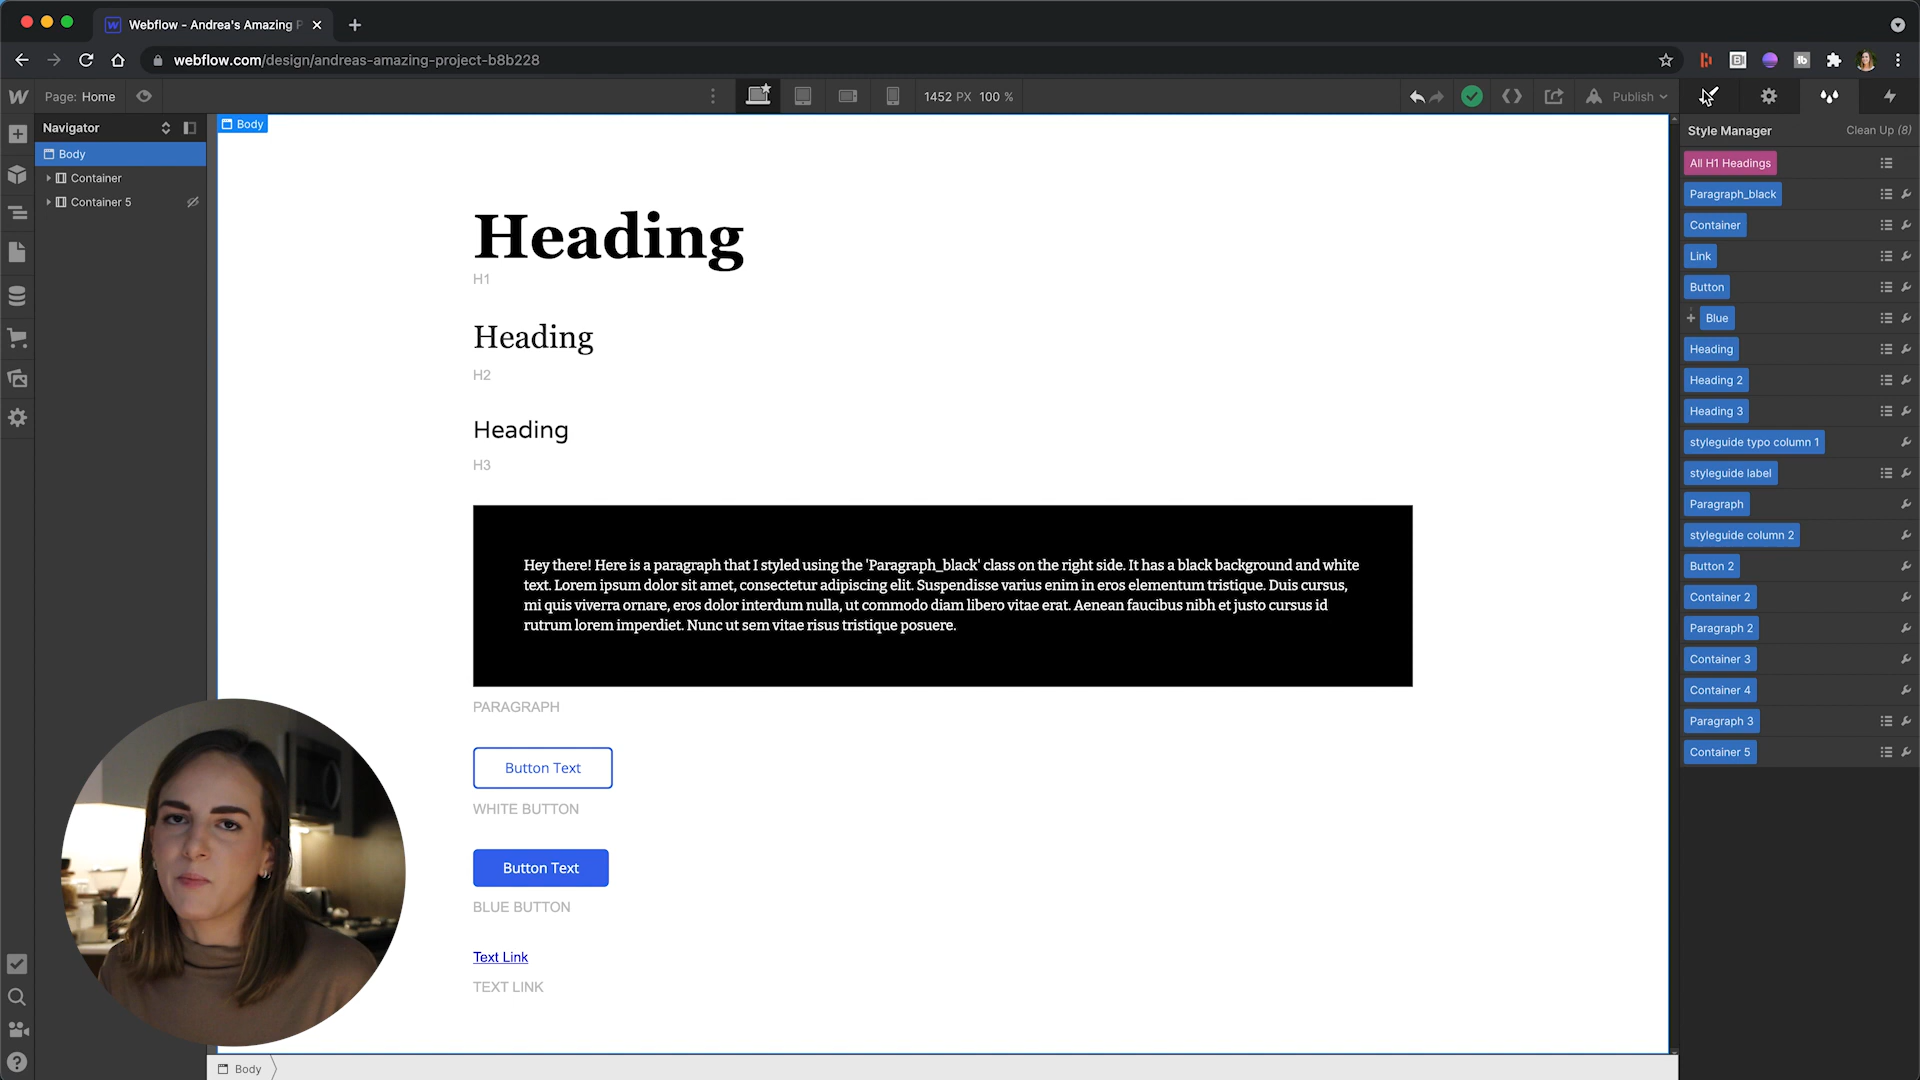 Webflow - Andrea's Amazing P
webflow.com/design/andreas-amazing-project-b8b228
Page: Home
1452 PX 100 %
Publish
Navigator
Body
Container
Container 5
Body
Heading
H1
Heading
H2
Heading
H3
Hey there! Here is a paragraph that I styled using the 'Paragraph_black' class on the right side. It has a black background and white
text. Lorem ipsum dolor sit amet, consectetur adipiscing elit. Suspendisse varius enim in eros elementum tristique. Duis cursus,
mi quis viverra ornare, eros dolor interdum nulla, ut commodo diam libero vitae erat. Aenean faucibus nibh et justo cursus id
rutrum lorem imperdiet. Nunc ut sem vitae risus tristique posuere.
PARAGRAPH
Button Text
WHITE BUTTON
Button Text
BLUE BUTTON
Text Link
TEXT LINK
Body
Style Manager
Clean Up (8)
All H1 Headings
Paragraph_black
Container
Link
Button
+ Blue
Heading
Heading 2
Heading 3
styleguide typo column 1
styleguide label
Paragraph
styleguide column 2
Button 2
Container 2
Paragraph 2
Container 3
Container 4
Paragraph 3
Container 5